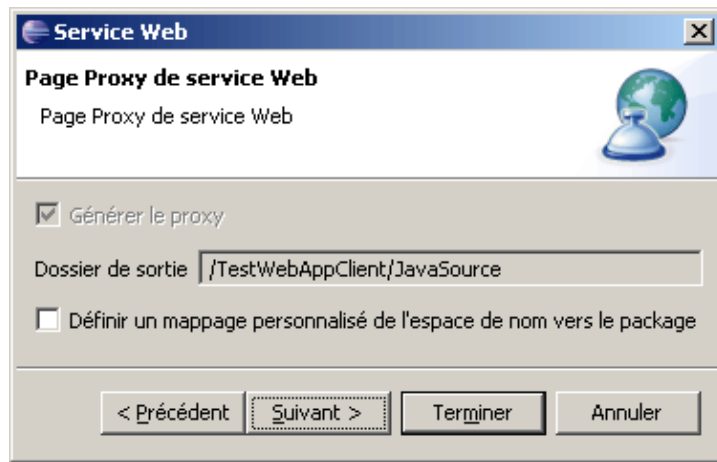 Service Web
Page Proxy de service Web
Page Proxy de service Web
Générer le proxy
Dossier de sortie /TestWebAppClient/JavaSource
Définir un mappage personnalisé de l'espace de nom vers le package
< Précédent Suivant > Terminer Annuler